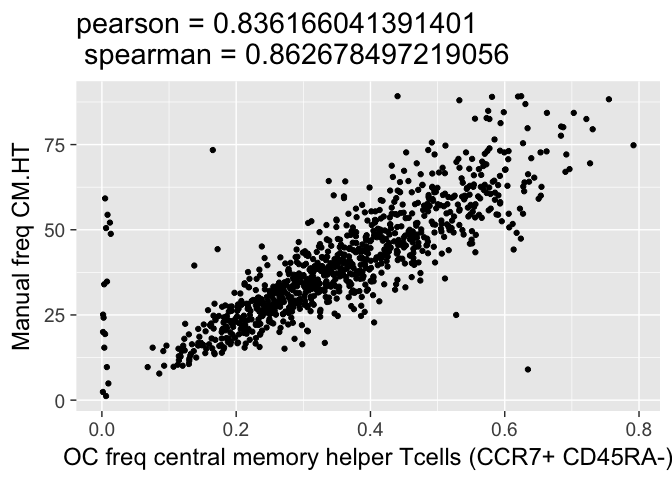 pearson = 0.836166041391401
spearman = 0.862678497219056
75
50
25
0
Manual freq CM.HT
0.0 0.2 0.4 0.6 0.8
OC freq central memory helper Tcells (CCR7+ CD45RA-)